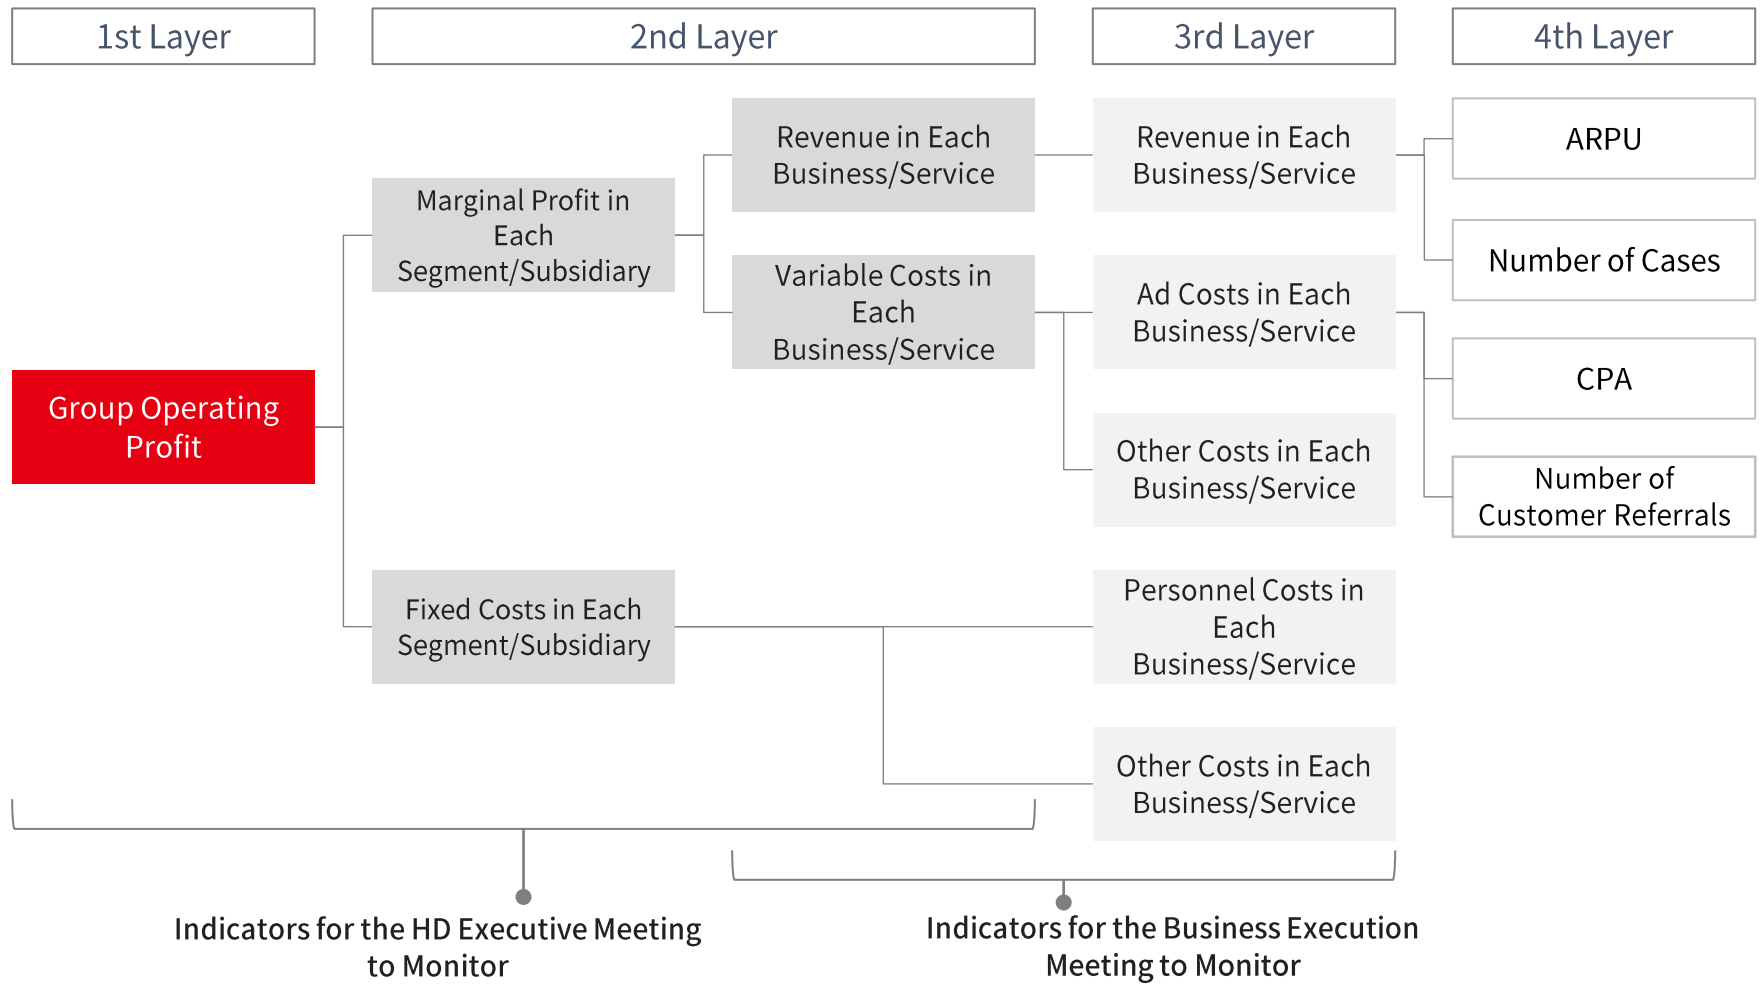 1st Layer
2nd Layer
3rd Layer
4th Layer
Group Operating
Profit
Marginal Profit in
Each
Segment/Subsidiary
Fixed Costs in Each
Segment/Subsidiary
Revenue in Each
Business/Service
Variable Costs in
Each
Business/Service
Revenue in Each
Business/Service
Ad Costs in Each
Business/Service
Other Costs in Each
Business/Service
Personnel Costs in
Each
Business/Service
Other Costs in Each
Business/Service
ARPU
Number of Cases
CPA
Number of
Customer Referrals
Indicators for the HD Executive Meeting
to Monitor
Indicators for the Business Execution
Meeting to Monitor